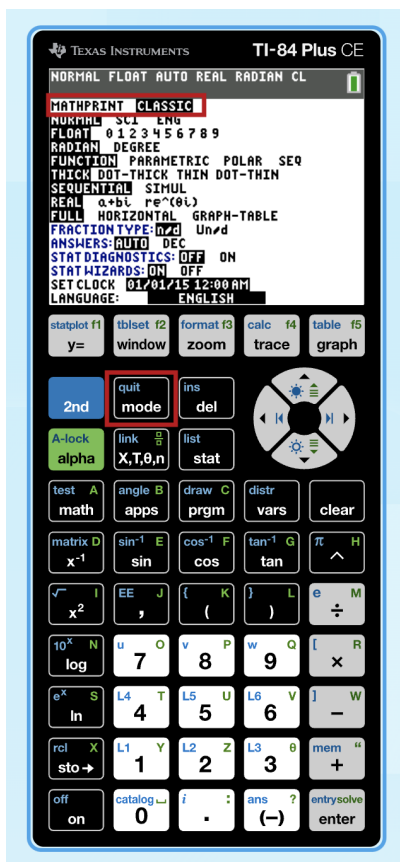 TEXAS INSTRUMENTS TI-84 Plus CE
NORMAL FLOAT AUTO REAL RADIAN CL
MATHPRINT CLASSIC
NORMAL SCI ENG
FLOAT 0 1 2 3 4 5 6 7 8 9
RADIAN DEGREE
FUNCTION PARAMETRIC POLAR SEQ
THICK DOT-THICK THIN DOT-THIN
SEQUENTIAL SIMUL
REAL a+bi re^(θi)
FULL HORIZONTAL GRAPH-TABLE
FRACTION TYPE: n/d Un/d
ANSWERS: AUTO DEC
STAT DIAGNOSTICS: OFF ON
STAT WIZARDS: ON OFF
SET CLOCK 01/01/15 12:00 AM
LANGUAGE: ENGLISH
statplot f1 tblset f2 format f3 calc f4 table f5
y= window zoom trace graph
quit ins
2nd mode del
A-lock link list
alpha X,T,θ,n stat
test A angle B draw C distr
math apps prgm vars clear
matrix D sin-1 E cos-1 F tan-1 G π H
x-1 sin cos tan ^
√ I EE J { K } L e M
x2 , ( ) ÷
10x N u O v P w Q [ R
log 7 8 9 ×
ex S L4 T L5 U L6 V ] W
ln 4 5 6 −
rcl X L1 Y L2 Z L3 θ mem "
sto→ 1 2 3 +
off catalog i : ans ? entry solve
on 0 . (−) enter